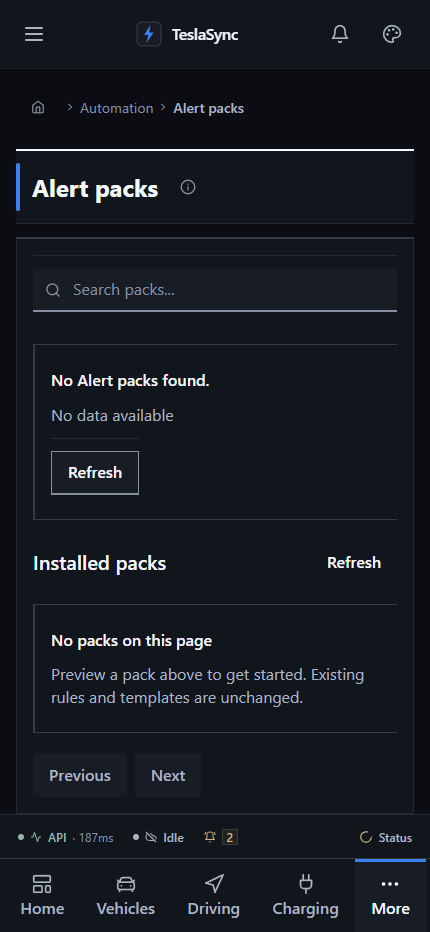 TeslaSync
Automation
Alert packs
Alert packs
Search packs...
No Alert packs found.
No data available
Refresh
Installed packs
Refresh
No packs on this page
Preview a pack above to get started. Existing
rules and templates are unchanged.
Previous
Next
API · 187ms
Idle
2
Status
Home
Vehicles
Driving
Charging
More